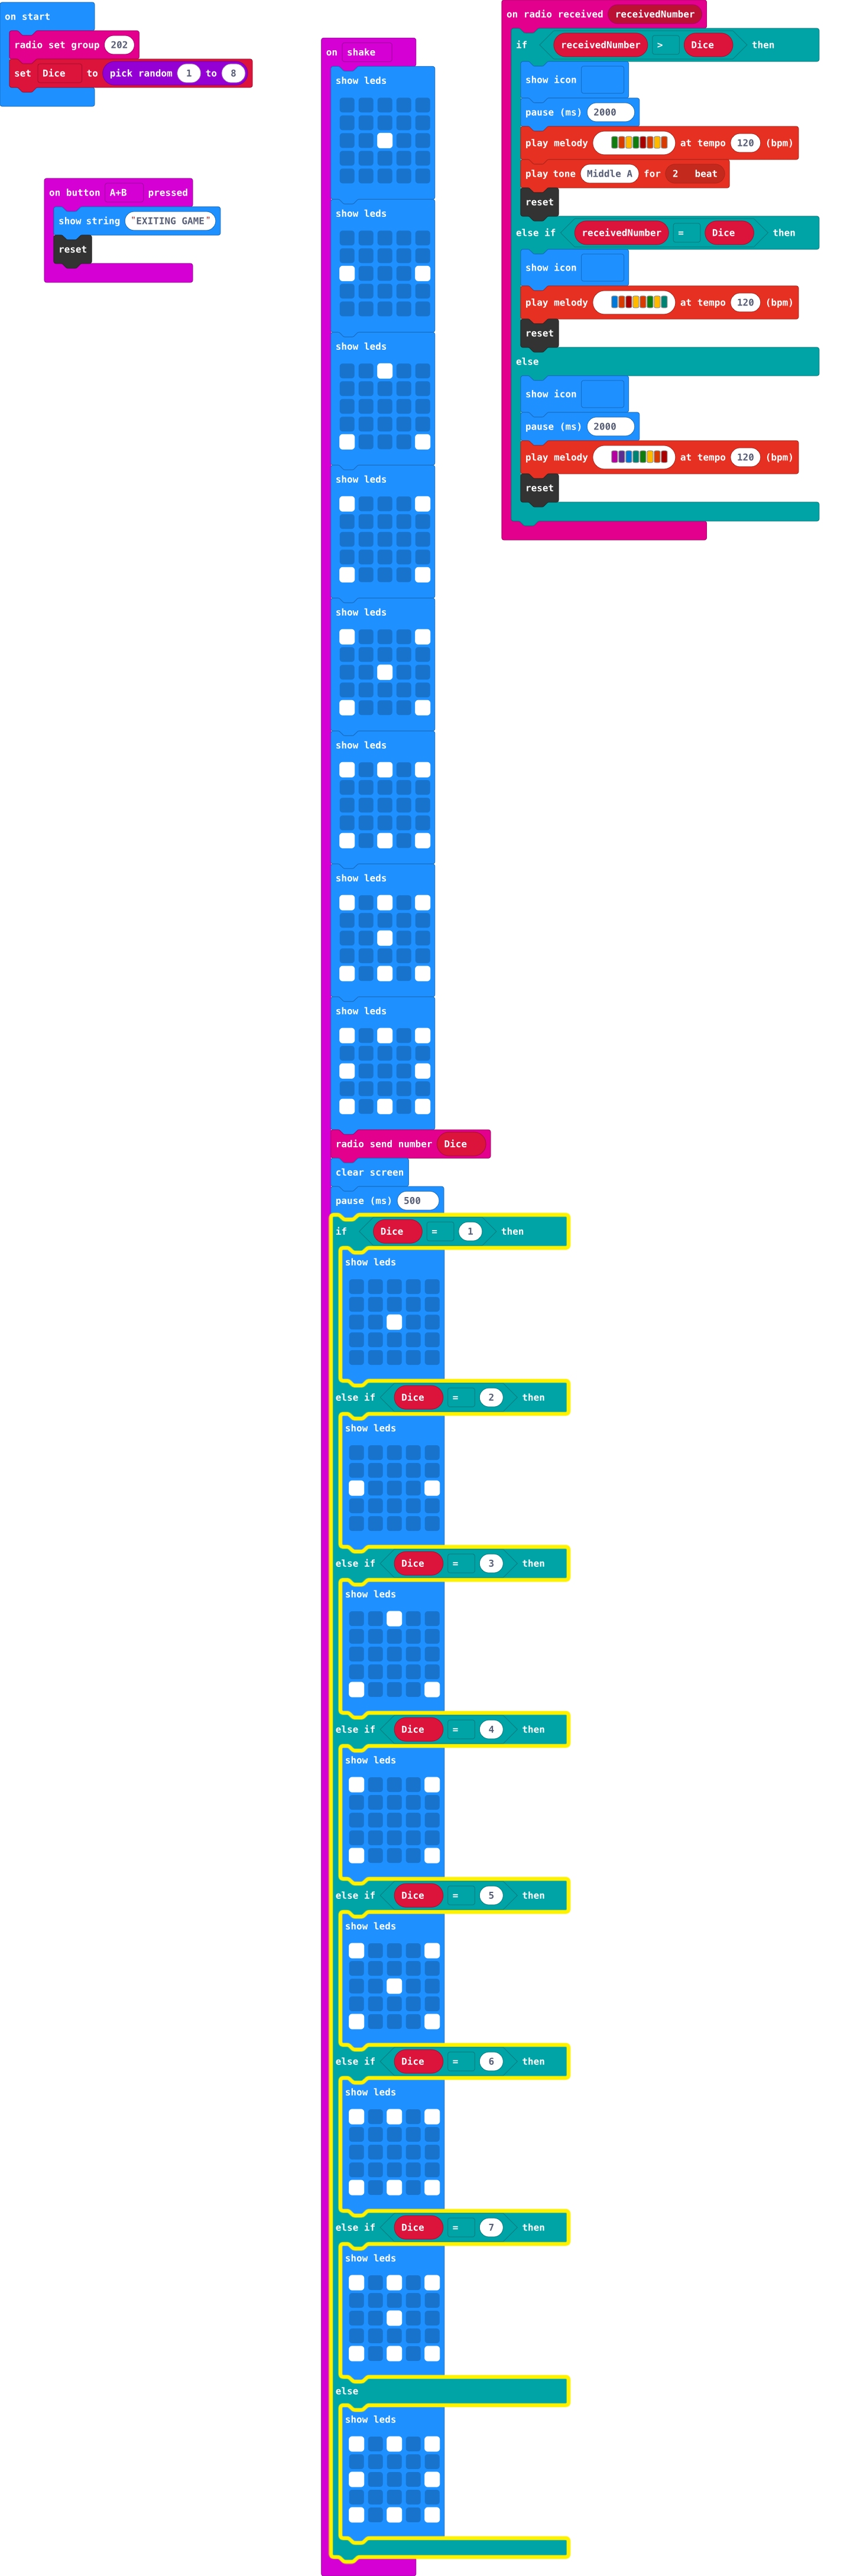 on start
radio set group 202
set Dice to pick random 1 to 8
on button A+B pressed
show string "EXITING GAME"
reset
on shake
show leds
show leds
show leds
show leds
show leds
show leds
show leds
show leds
radio send number Dice
clear screen
pause (ms) 500
if Dice = 1 then
show leds
else if Dice = 2 then
show leds
else if Dice = 3 then
show leds
else if Dice = 4 then
show leds
else if Dice = 5 then
show leds
else if Dice = 6 then
show leds
else if Dice = 7 then
show leds
else
show leds
on radio received receivedNumber
if receivedNumber > Dice then
show icon
pause (ms) 2000
play melody at tempo 120 (bpm)
play tone Middle A for 2 beat
reset
else if receivedNumber = Dice then
show icon
play melody at tempo 120 (bpm)
reset
else
show icon
pause (ms) 2000
play melody at tempo 120 (bpm)
reset